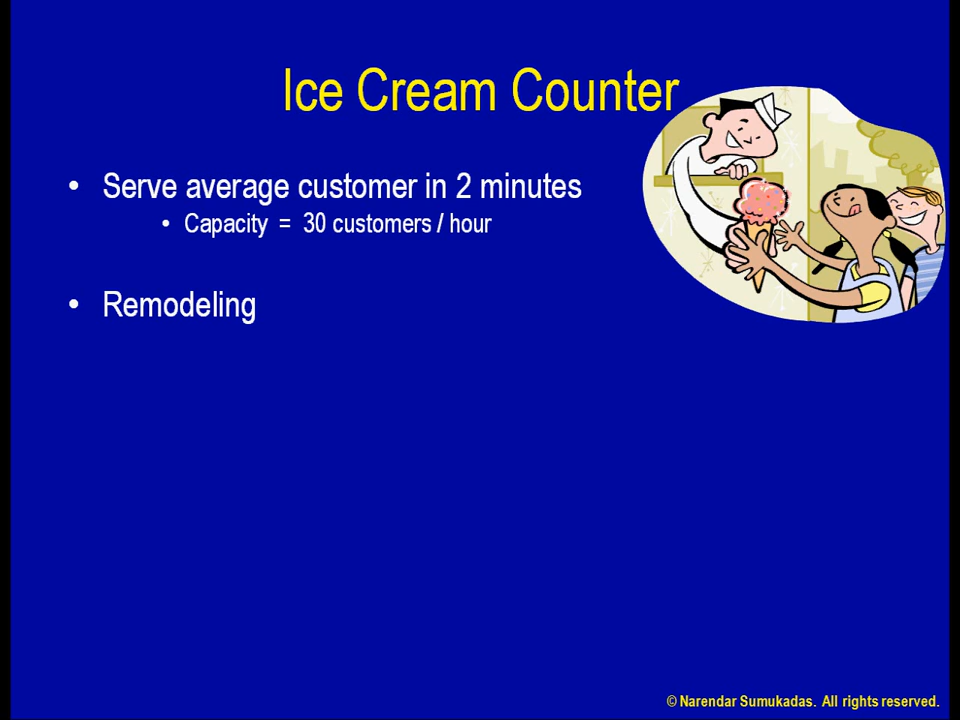 Ice Cream Counter
• Serve average customer in 2 minutes
• Capacity = 30 customers / hour
• Remodeling
© Narendar Sumukadas. All rights reserved.